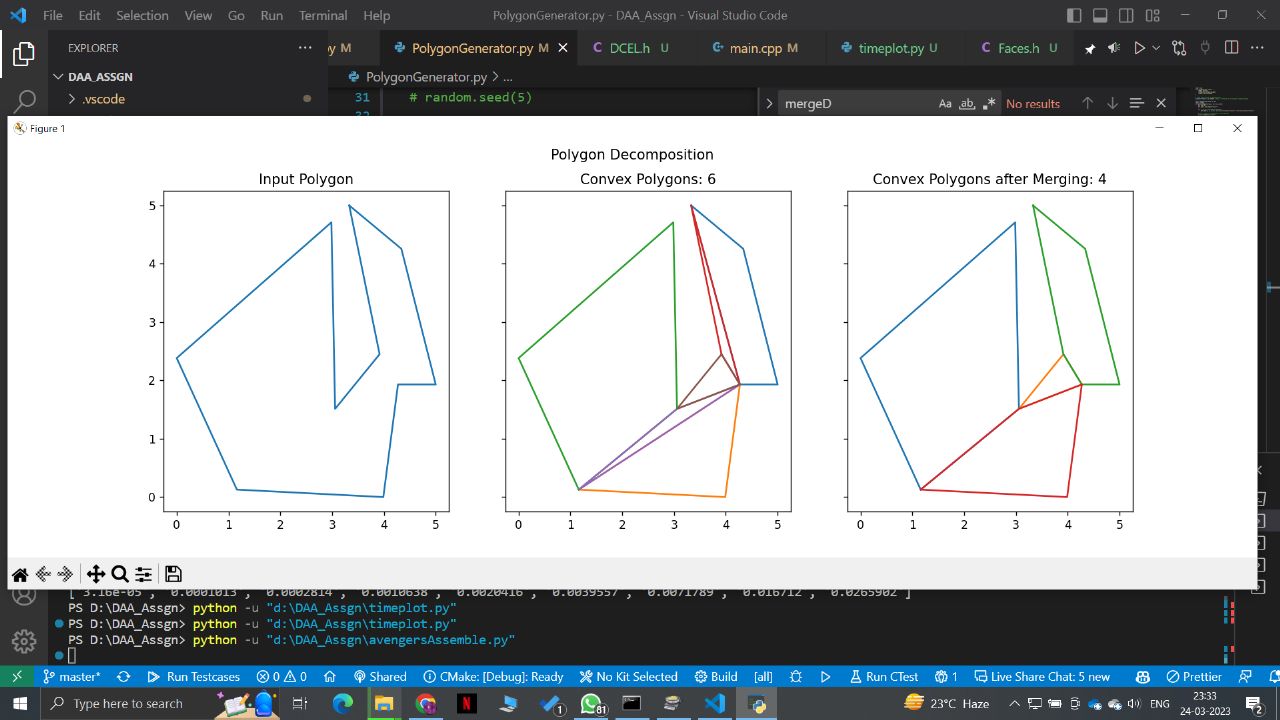 File Edit Selection View Go Run Terminal Help PolygonGenerator.py - DAA_Assgn - Visual Studio Code
EXPLORER ... py M PolygonGenerator.py M DCEL.h U main.cpp M timeplot.py U Faces.h U
DAA_ASSGN PolygonGenerator.py > ...
.vscode 31 # random.seed(5) mergeD Aa ab No results
Figure 1
Polygon Decomposition
Input Polygon Convex Polygons: 6 Convex Polygons after Merging: 4
5
4
3
2
1
0
0 1 2 3 4 5 0 1 2 3 4 5 0 1 2 3 4 5
[ 3.16e-05 , 0.0001013 , 0.0002814 , 0.0010638 , 0.0020416 , 0.0039557 , 0.0071789 , 0.016712 , 0.0265902 ]
PS D:\DAA_Assgn> python -u "d:\DAA_Assgn\timeplot.py"
PS D:\DAA_Assgn> python -u "d:\DAA_Assgn\timeplot.py"
PS D:\DAA_Assgn> python -u "d:\DAA_Assgn\avengersAssemble.py"
master* Run Testcases 0 0 Shared CMake: [Debug]: Ready No Kit Selected Build [all] Run CTest 1 Live Share Chat: 5 new Prettier
Type here to search 81 23°C Haze ENG 23:33
24-03-2023 2